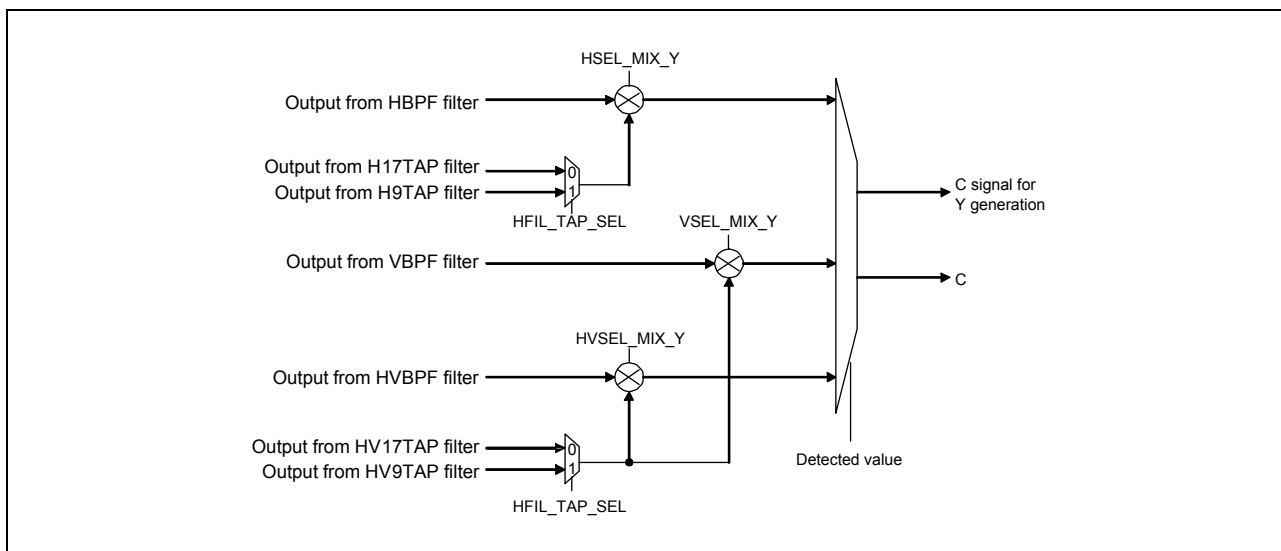 HSEL_MIX_Y
Output from HBPF filter
Output from H17TAP filter
0
Output from H9TAP filter
1
HFIL_TAP_SEL
VSEL_MIX_Y
C signal for
Y generation
Output from VBPF filter
C
HVSEL_MIX_Y
Output from HVBPF filter
Output from HV17TAP filter
0
Output from HV9TAP filter
1
Detected value
HFIL_TAP_SEL